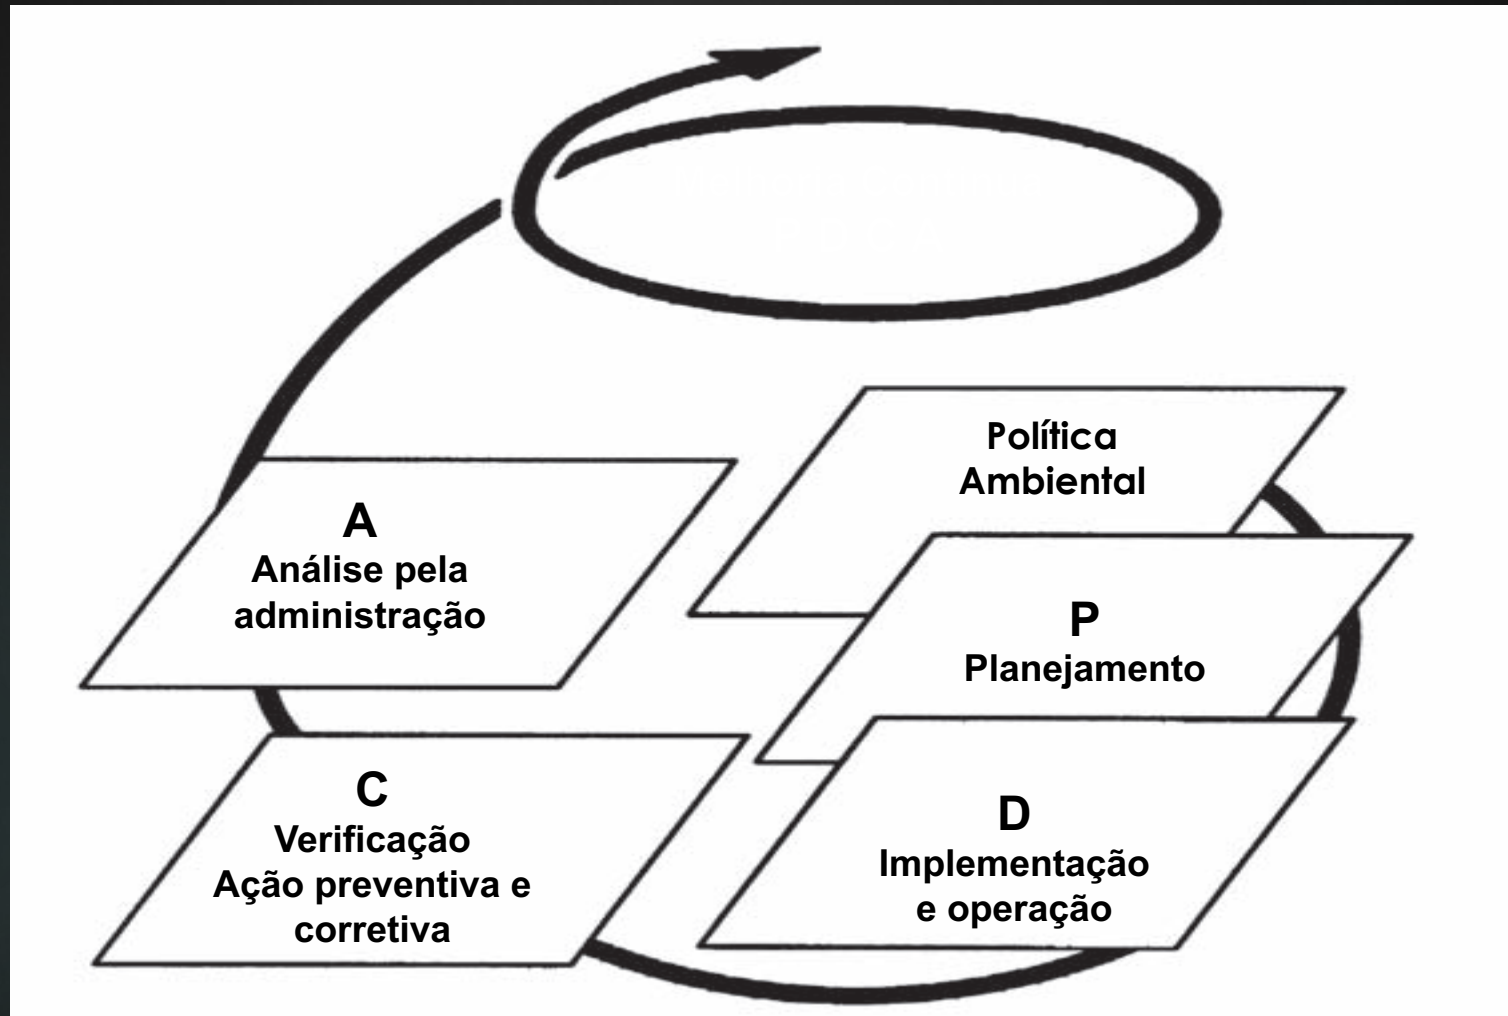 Política
Ambiental
P
Planejamento
D
Implementação
e operação
C
Verificação
Ação preventiva e
corretiva
A
Análise pela
administração